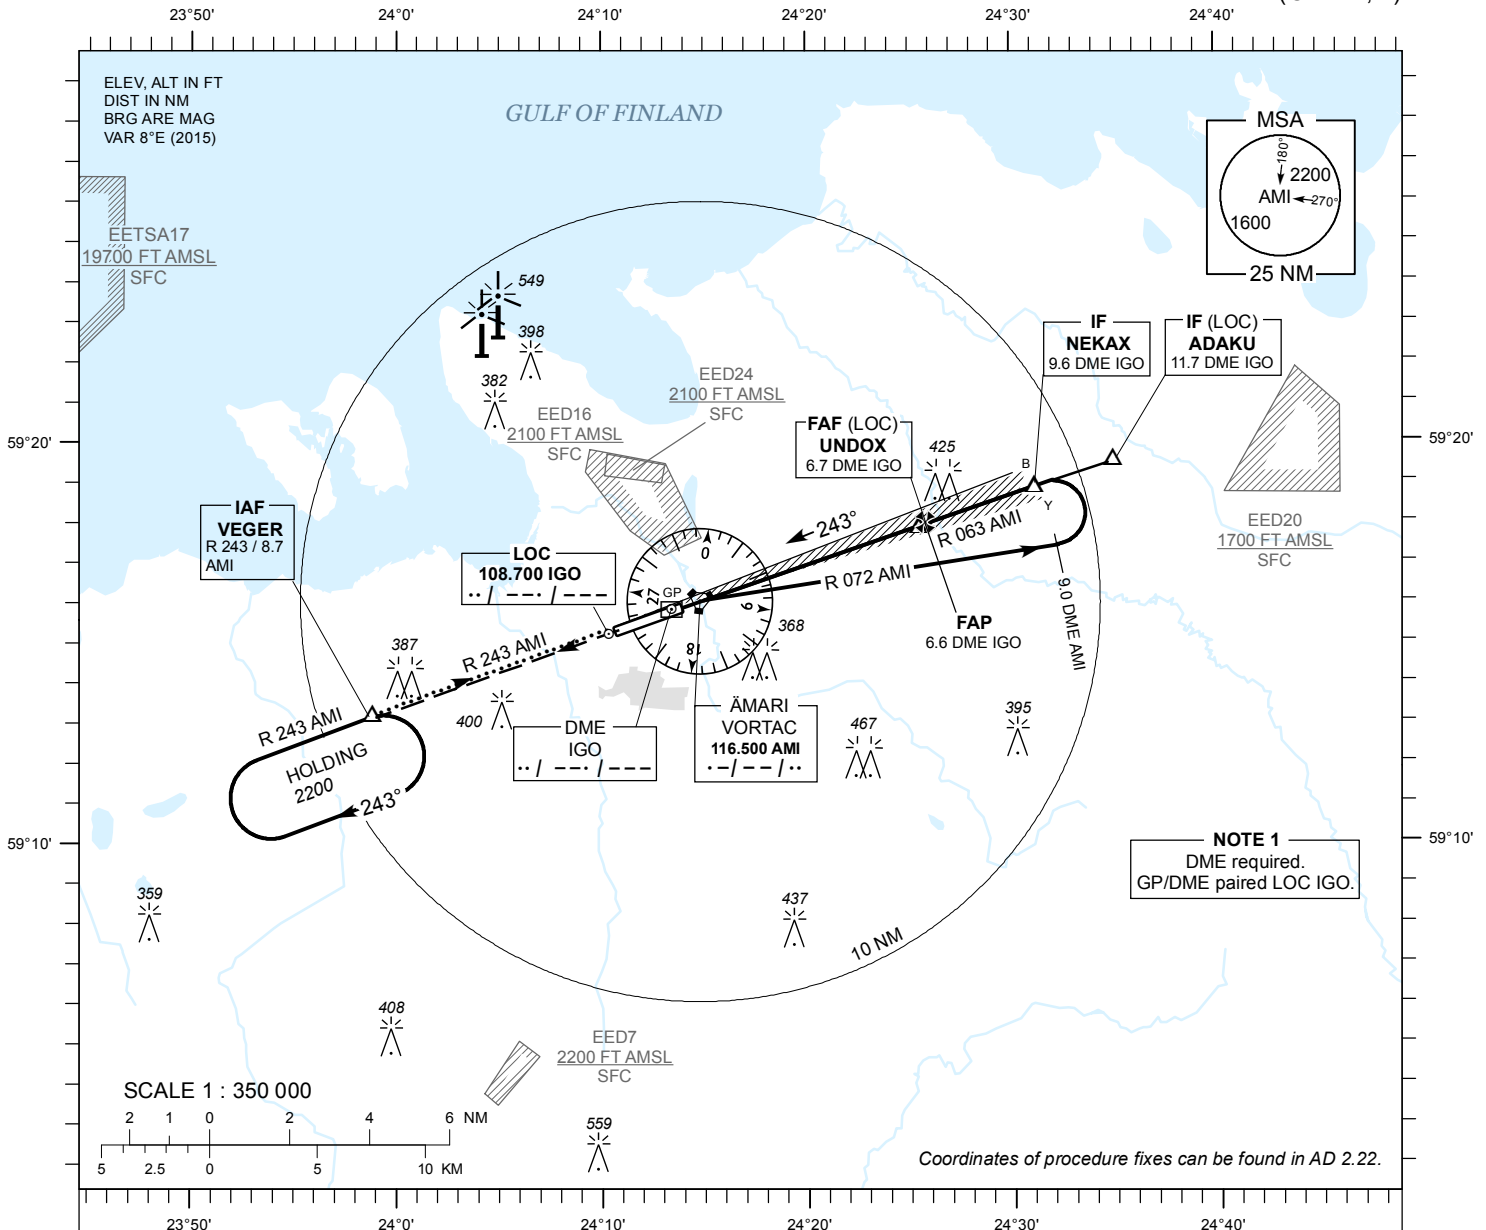 23°50'
24°0'
24°10'
24°20'
24°30'
24°40'
ELEV, ALT IN FT
DIST IN NM
BRG ARE MAG
VAR 8°E (2015)
GULF OF FINLAND
MSA
180°
2200
AMI
270°
1600
25 NM
EETSA17
19700 FT AMSL
SFC
549
398
382
EED24
2100 FT AMSL
SFC
EED16
2100 FT AMSL
SFC
IF
NEKAX
9.6 DME IGO
IF (LOC)
ADAKU
11.7 DME IGO
FAF (LOC)
UNDOX
6.7 DME IGO
425
B
Y
59°20'
59°20'
IAF
VEGER
R 243 / 8.7
AMI
LOC
108.700 IGO
243°
R 063 AMI
R 072 AMI
9.0 DME AMI
EED20
1700 FT AMSL
SFC
0
9
18
27
GP
368
FAP
6.6 DME IGO
387
R 243 AMI
R 243 AMI
HOLDING
2200
243°
400
DME
IGO
ÄMARI
VORTAC
116.500 AMI
467
395
59°10'
59°10'
NOTE 1
DME required.
GP/DME paired LOC IGO.
359
437
10 NM
408
EED7
2200 FT AMSL
SFC
559
SCALE 1 : 350 000
2 1 0 2 4 6 NM
5 2.5 0 5 10 KM
Coordinates of procedure fixes can be found in AD 2.22.
23°50'
24°0'
24°10'
24°20'
24°30'
24°40'